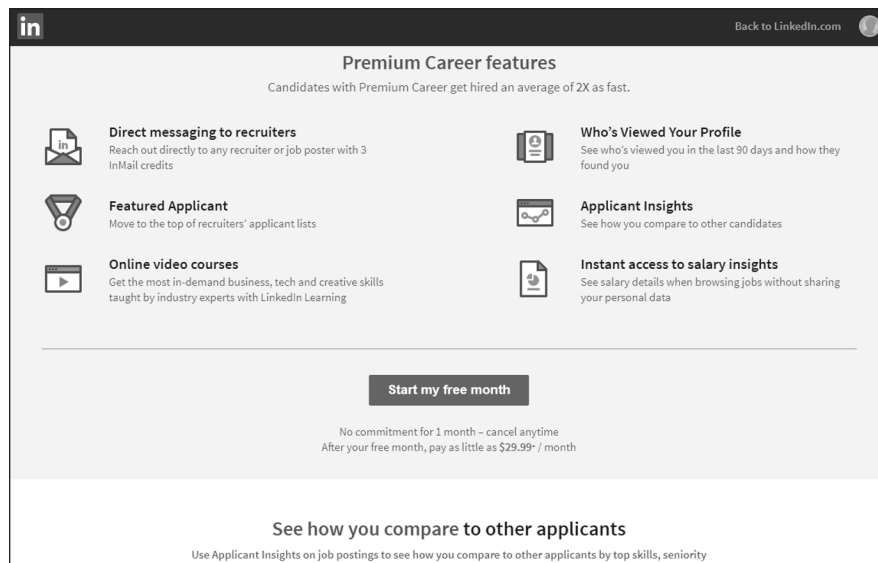 in
Back to LinkedIn.com
Premium Career features
Candidates with Premium Career get hired an average of 2X as fast.
in
Direct messaging to recruiters
Reach out directly to any recruiter or job poster with 3
InMail credits
Who's Viewed Your Profile
See who's viewed you in the last 90 days and how they
found you
Featured Applicant
Move to the top of recruiters' applicant lists
Applicant Insights
See how you compare to other candidates
Online video courses
Get the most in-demand business, tech and creative skills
taught by industry experts with LinkedIn Learning
Instant access to salary insights
See salary details when browsing jobs without sharing
your personal data
Start my free month
No commitment for 1 month – cancel anytime
After your free month, pay as little as $29.99* / month
See how you compare to other applicants
Use Applicant Insights on job postings to see how you compare to other applicants by top skills, seniority